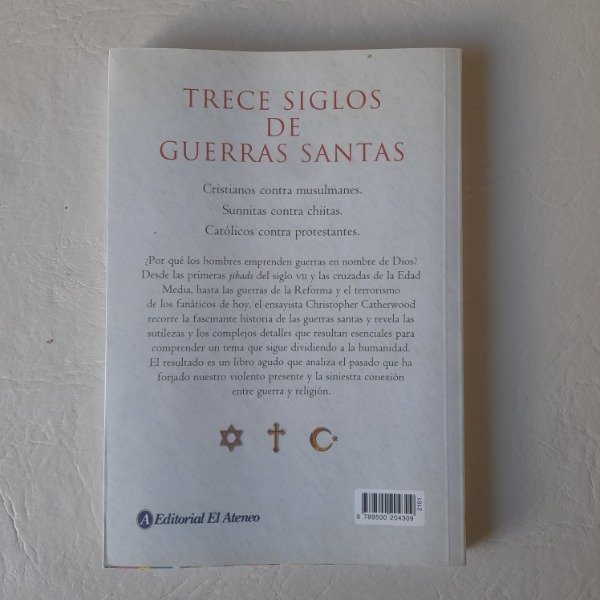 TRECE SIGLOS
DE
GUERRAS SANTAS
Cristianos contra musulmanes.
Sunnitas contra chiítas.
Católicos contra protestantes.
¿Por qué los hombres emprenden guerras en nombre de Dios?
Desde las primeras jihads del siglo VII y las cruzadas de la Edad
Media, hasta las guerras de la Reforma y el terrorismo
de los fanáticos de hoy, el ensayista Christopher Catherwood
recorre la fascinante historia de las guerras santas y revela las
sutilezas y los complejos detalles que resultan esenciales para
comprender un tema que sigue dividiendo a la humanidad.
El resultado es un libro agudo que analiza el pasado que ha
forjado nuestro violento presente y la siniestra conexión
entre guerra y religión.
A Editorial El Ateneo
9 789500 204309
2161